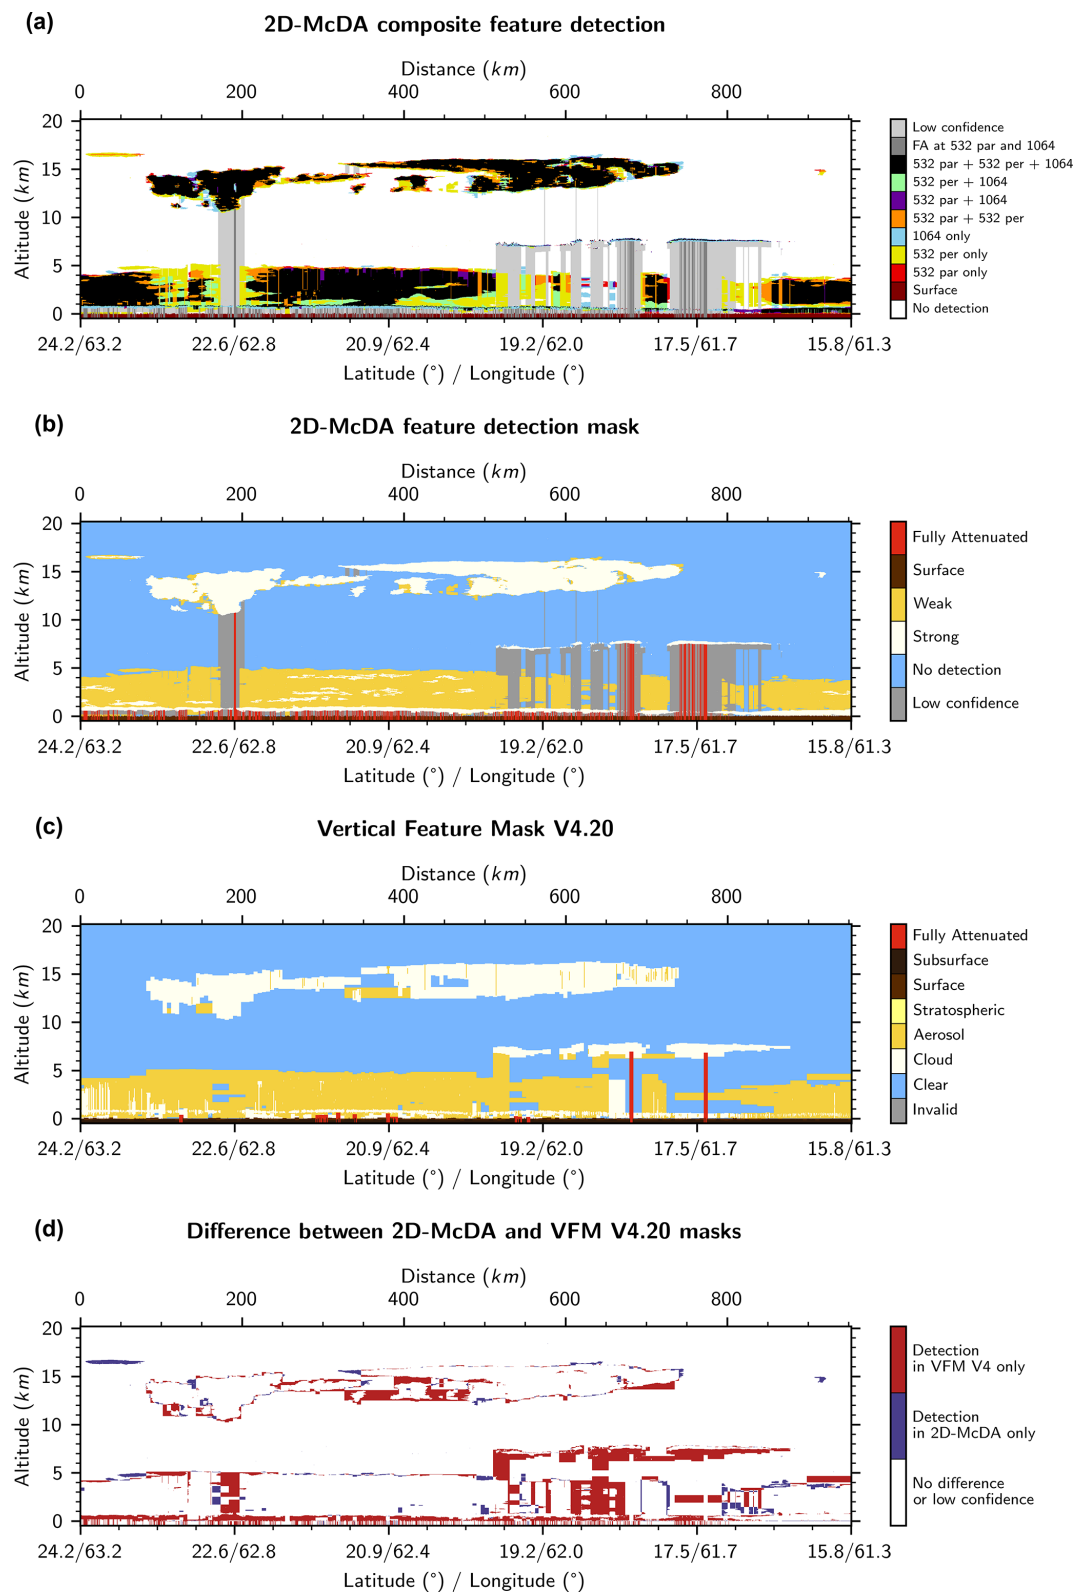 (a)
2D-McDA composite feature detection
Distance (km)
0 200 400 600 800
20
15
10
5
0
Altitude (km)
24.2/63.2 22.6/62.8 20.9/62.4 19.2/62.0 17.5/61.7 15.8/61.3
Latitude (°) / Longitude (°)
Low confidence
FA at 532 par and 1064
532 par + 532 per + 1064
532 per + 1064
532 par + 1064
532 par + 532 per
1064 only
532 per only
532 par only
Surface
No detection
(b)
2D-McDA feature detection mask
Distance (km)
0 200 400 600 800
20
15
10
5
0
Altitude (km)
24.2/63.2 22.6/62.8 20.9/62.4 19.2/62.0 17.5/61.7 15.8/61.3
Latitude (°) / Longitude (°)
Fully Attenuated
Surface
Weak
Strong
No detection
Low confidence
(c)
Vertical Feature Mask V4.20
Distance (km)
0 200 400 600 800
20
15
10
5
0
Altitude (km)
24.2/63.2 22.6/62.8 20.9/62.4 19.2/62.0 17.5/61.7 15.8/61.3
Latitude (°) / Longitude (°)
Fully Attenuated
Subsurface
Surface
Stratospheric
Aerosol
Cloud
Clear
Invalid
(d)
Difference between 2D-McDA and VFM V4.20 masks
Distance (km)
0 200 400 600 800
20
15
10
5
0
Altitude (km)
24.2/63.2 22.6/62.8 20.9/62.4 19.2/62.0 17.5/61.7 15.8/61.3
Latitude (°) / Longitude (°)
Detection
in VFM V4 only
Detection
in 2D-McDA only
No difference
or low confidence